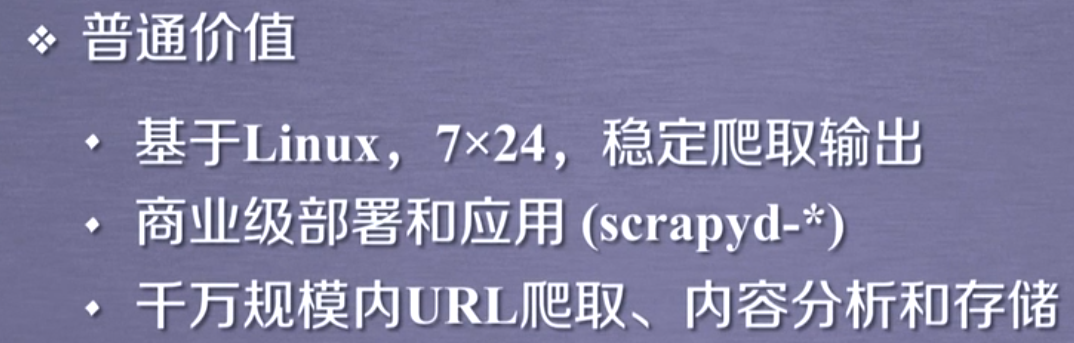 ❖ 普通价值
◆ 基于Linux，7×24，稳定爬取输出
◆ 商业级部署和应用 (scrapyd-*)
◆ 千万规模内URL爬取、内容分析和存储